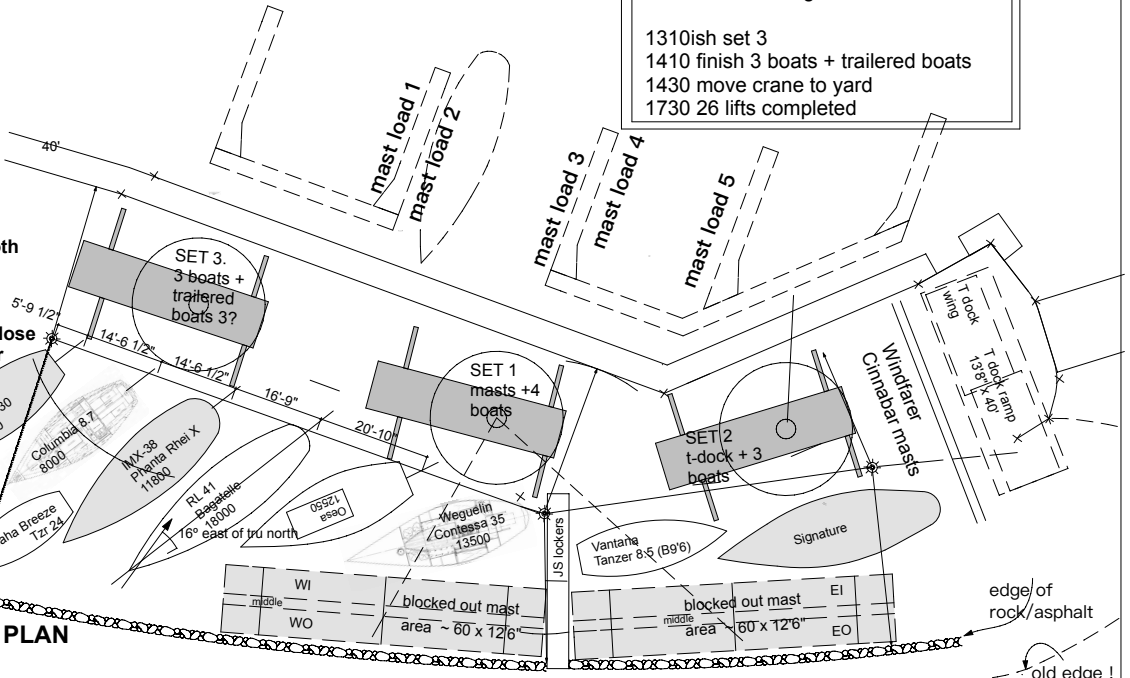 1310ish set 3
1410 finish 3 boats + trailered boats
1430 move crane to yard
1730 26 lifts completed
40'
mast load 1
mast load 2
mast load 3
mast load 4
mast load 5
SET 3.
3 boats +
trailered
boats 3?
5'-9 1/2"
14'-6 1/2"
14'-6 1/2"
16'-9"
20'-10"
SET 1
masts +4
boats
SET 2
t-dock + 3
boats
Windfarer
Cinnabar masts
T dock
wing
T dock ramp
13'8" x 40'
30
Columbia 8.7
8000
IMX-38
Phanta Rhei X
11800
RL 41
Bagatelle
18000
16º east of tru north
Oesa
12550
Weguelin
Contessa 35
13500
JS lockers
Vantana
Tanzer 8.5 (B9'6)
Signature
aha Breeze
Tzr 24
WI
middle
WO
blocked out mast
area ~ 60 x 12'6"
blocked out mast
middle
area ~ 60 x 12'6"
EI
EO
edge of
rock/asphalt
old edge !
PLAN